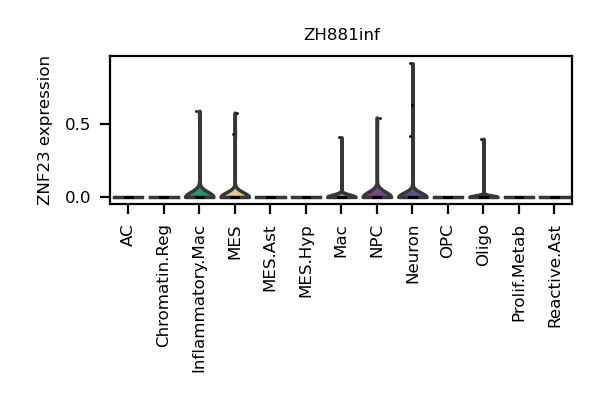 ZH881inf
ZNF23 expression
0.5
0.0
AC
Chromatin.Reg
Inflammatory.Mac
MES
MES.Ast
MES.Hyp
Mac
NPC
Neuron
OPC
Oligo
Prolif.Metab
Reactive.Ast